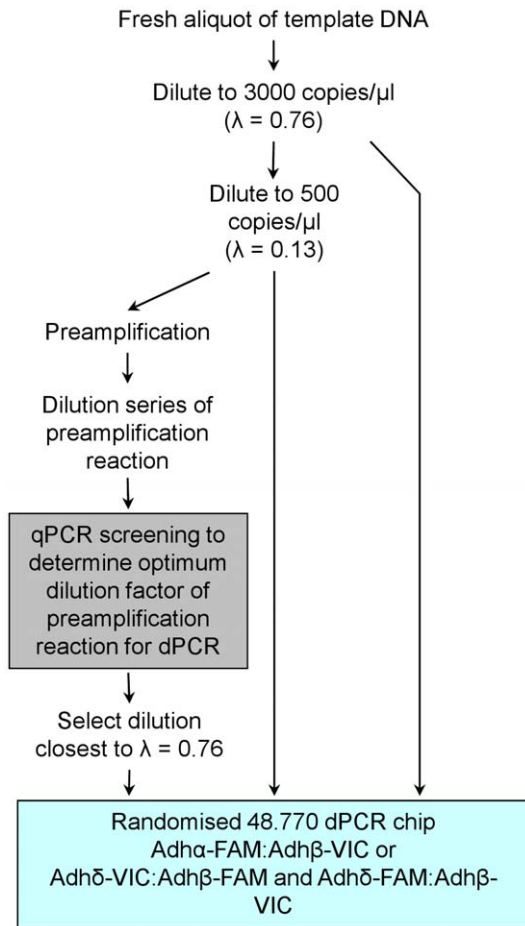 Fresh aliquot of template DNA
Dilute to 3000 copies/µl
(λ = 0.76)
Dilute to 500
copies/µl
(λ = 0.13)
Preamplification
Dilution series of
preamplification
reaction
qPCR screening to
determine optimum
dilution factor of
preamplification
reaction for dPCR
Select dilution
closest to λ = 0.76
Randomised 48.770 dPCR chip
Adhα-FAM:Adhβ-VIC or
Adhδ-VIC:Adhβ-FAM and Adhδ-FAM:Adhβ-
VIC